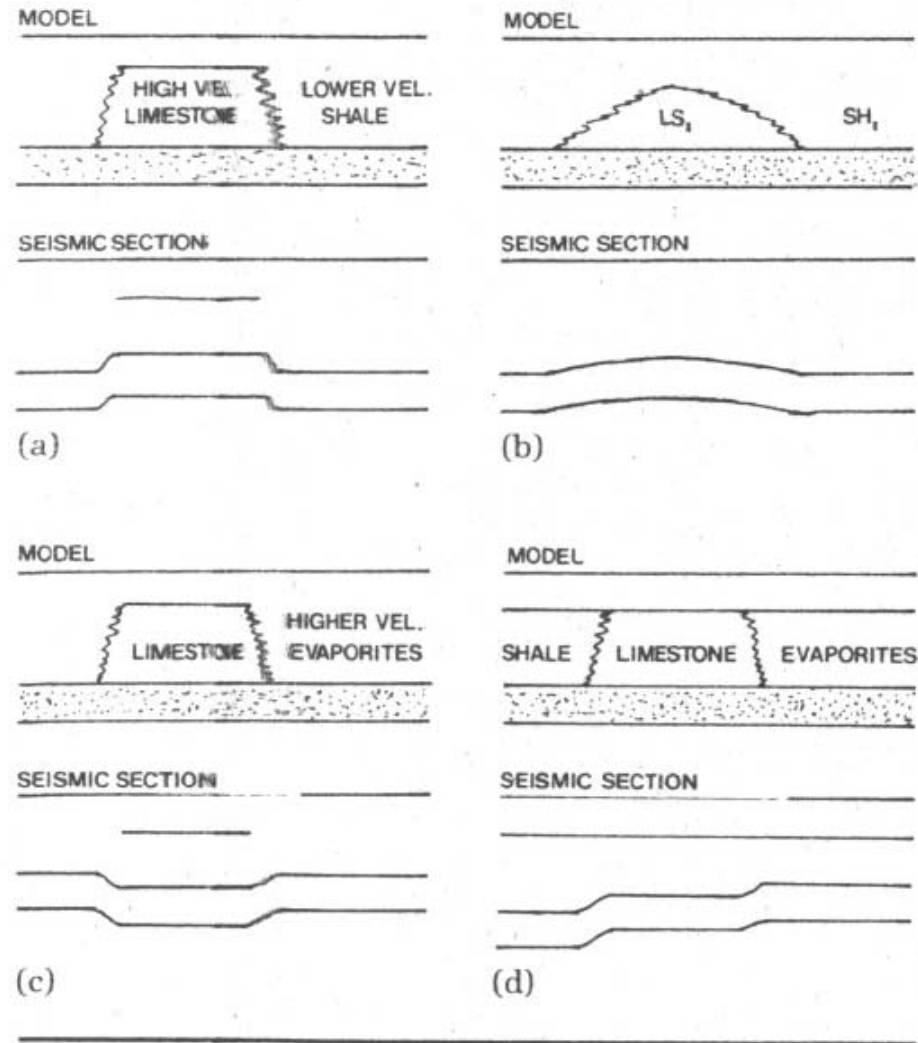 MODEL
HIGH VEL.
LIMESTONE
LOWER VEL.
SHALE
SEISMIC SECTION
(a)
MODEL
LS₁
SH₁
SEISMIC SECTION
(b)
MODEL
LIMESTONE
HIGHER VEL.
EVAPORITES
SEISMIC SECTION
(c)
MODEL
SHALE
LIMESTONE
EVAPORITES
SEISMIC SECTION
(d)